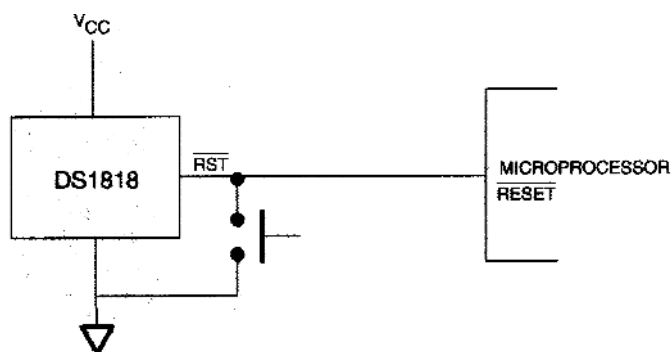 VCC
DS1818
RST
MICROPROCESSOR
RESET